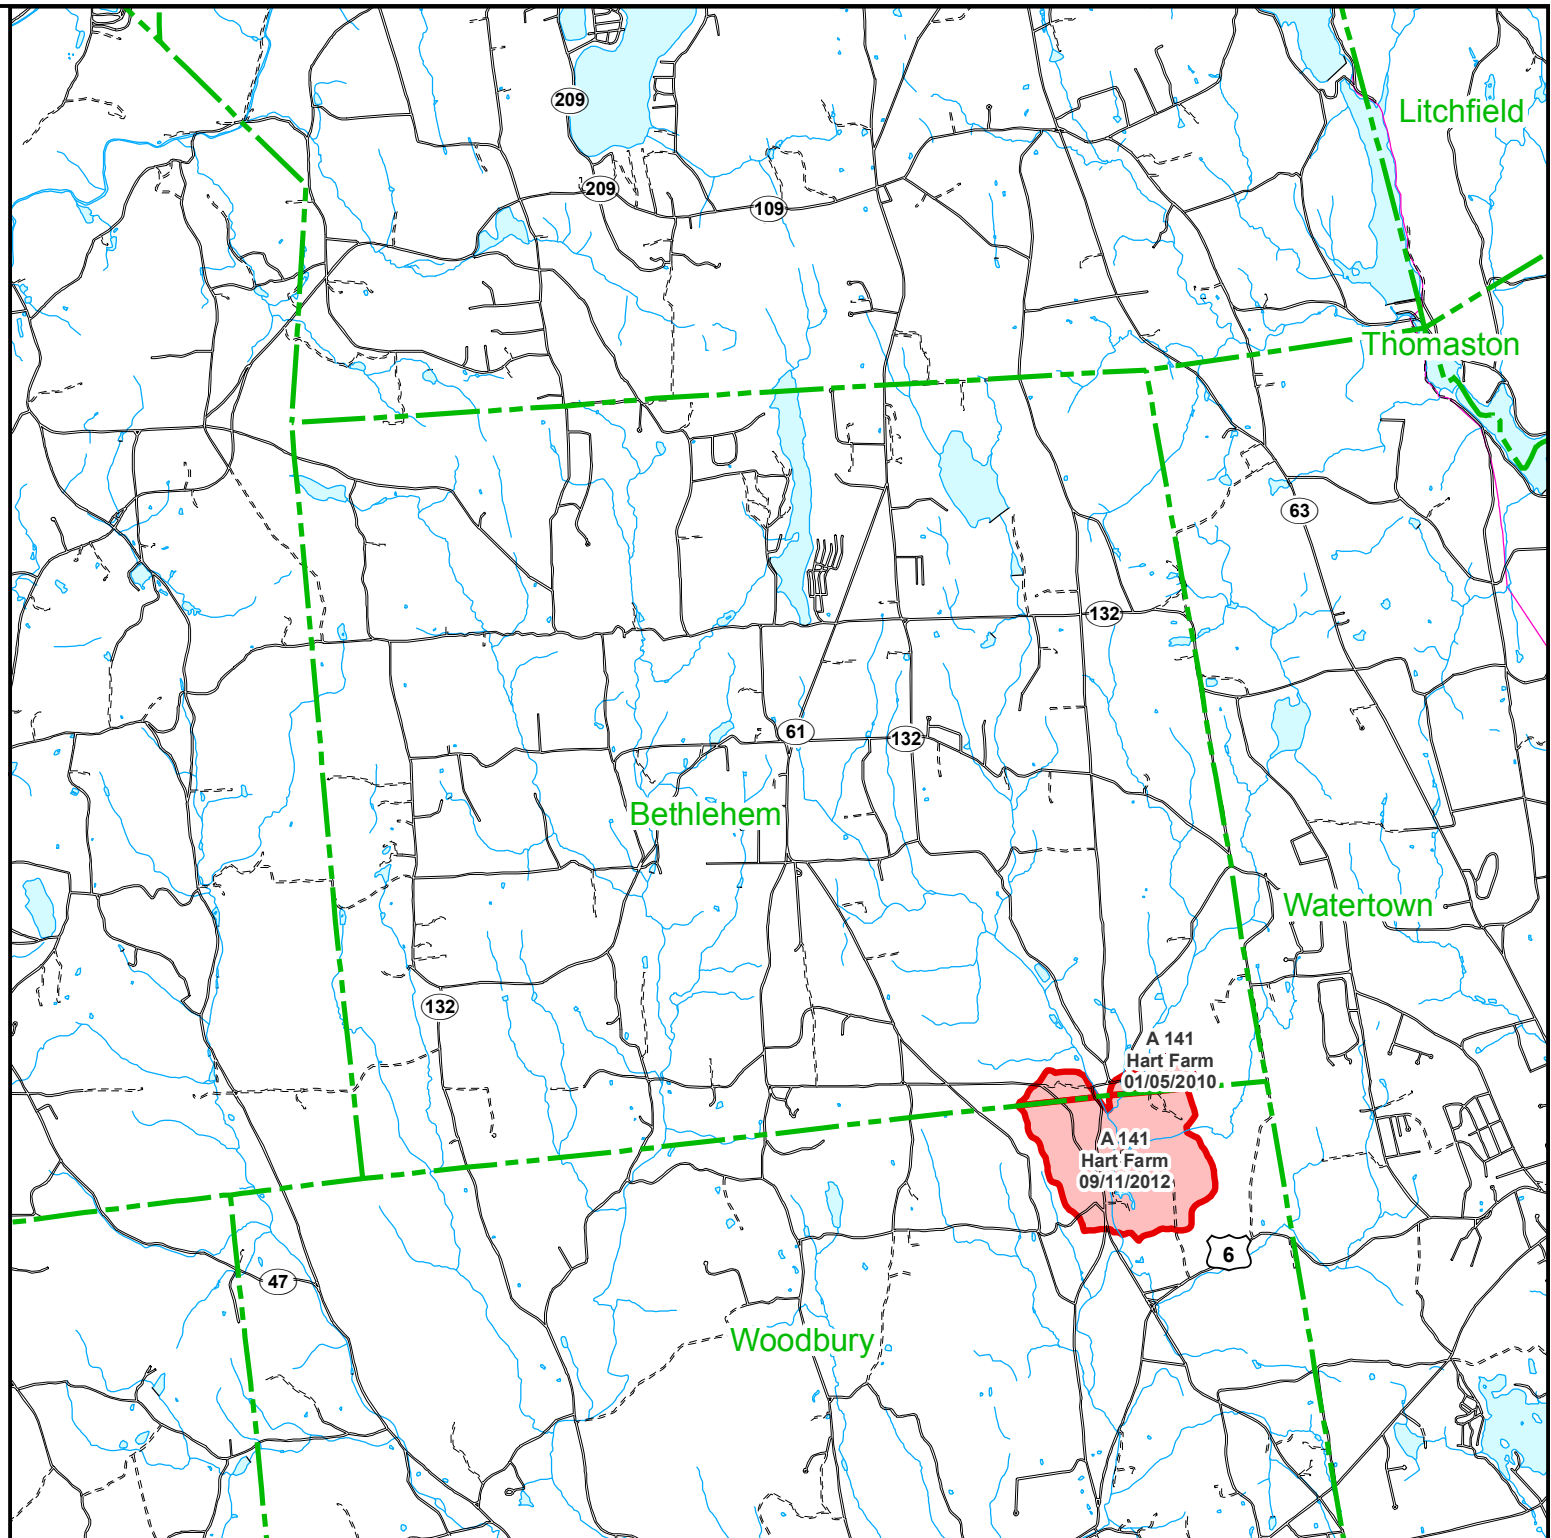 209
Litchfield
209
109
Thomaston
63
132
61
132
Bethlehem
Watertown
132
A 141
Hart Farm
01/05/2010
A 141
Hart Farm
09/11/2012
6
47
Woodbury